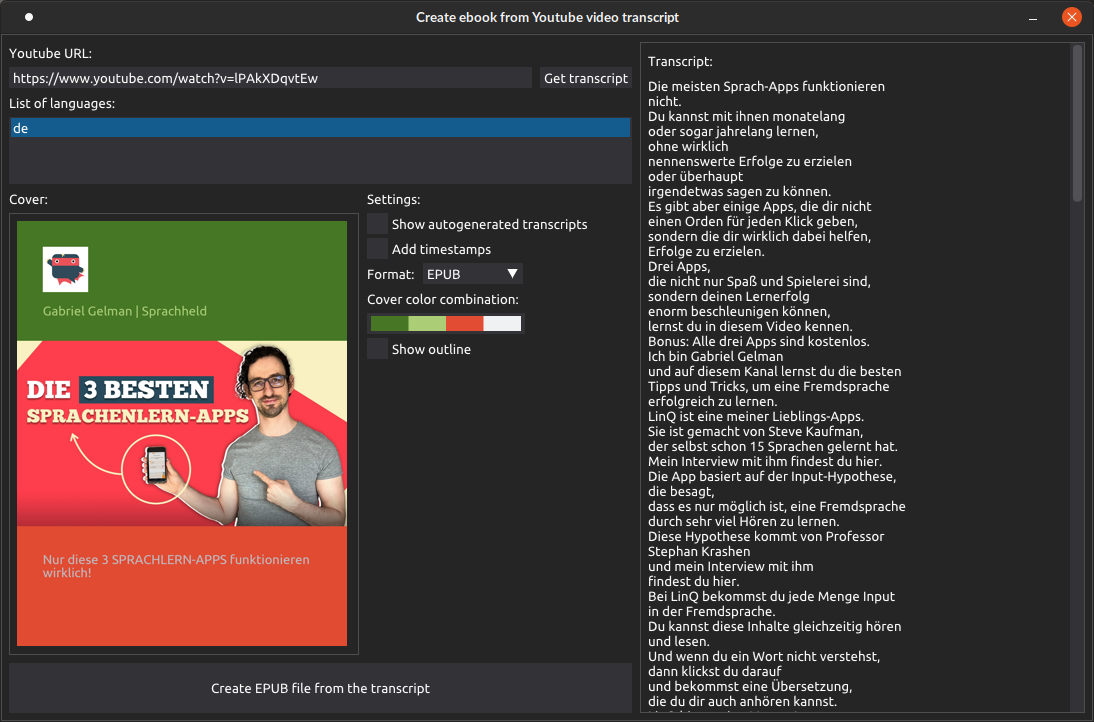 Create ebook from Youtube video transcript
Youtube URL:
https://www.youtube.com/watch?v=lPAkXDqvtEw
Get transcript
List of languages:
de
Cover:
Gabriel Gelman | Sprachheld
DIE 3 BESTEN
SPRACHENLERN-APPS
Nur diese 3 SPRACHLERN-APPS funktionieren
wirklich!
Settings:
Show autogenerated transcripts
Add timestamps
Format: EPUB
Cover color combination:
Show outline
Create EPUB file from the transcript
Transcript:
Die meisten Sprach-Apps funktionieren
nicht.
Du kannst mit ihnen monatelang
oder sogar jahrelang lernen,
ohne wirklich
nennenswerte Erfolge zu erzielen
oder überhaupt
irgendetwas sagen zu können.
Es gibt aber einige Apps, die dir nicht
einen Orden für jeden Klick geben,
sondern die dir wirklich dabei helfen,
Erfolge zu erzielen.
Drei Apps,
die nicht nur Spaß und Spielerei sind,
sondern deinen Lernerfolg
enorm beschleunigen können,
lernst du in diesem Video kennen.
Bonus: Alle drei Apps sind kostenlos.
Ich bin Gabriel Gelman
und auf diesem Kanal lernst du die besten
Tipps und Tricks, um eine Fremdsprache
erfolgreich zu lernen.
LinQ ist eine meiner Lieblings-Apps.
Sie ist gemacht von Steve Kaufman,
der selbst schon 15 Sprachen gelernt hat.
Mein Interview mit ihm findest du hier.
Die App basiert auf der Input-Hypothese,
die besagt,
dass es nur möglich ist, eine Fremdsprache
durch sehr viel Hören zu lernen.
Diese Hypothese kommt von Professor
Stephan Krashen
und mein Interview mit ihm
findest du hier.
Bei LinQ bekommst du jede Menge Input
in der Fremdsprache.
Du kannst diese Inhalte gleichzeitig hören
und lesen.
Und wenn du ein Wort nicht verstehst,
dann klickst du darauf
und bekommst eine Übersetzung,
die du dir auch anhören kannst.